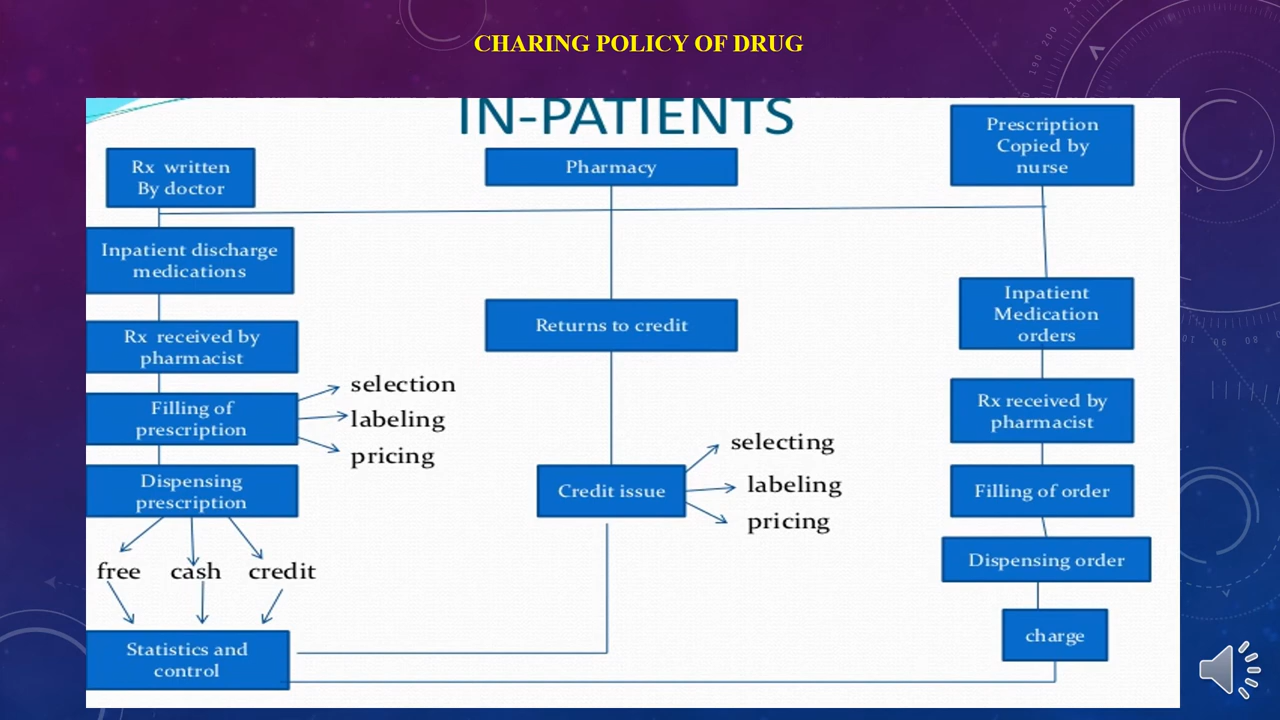 CHARING POLICY OF DRUG
IN-PATIENTS
Rx written
By doctor
Inpatient discharge
medications
Rx received by
pharmacist
Filling of
prescription
selection
labeling
pricing
Dispensing
prescription
free
cash
credit
Statistics and
control
Pharmacy
Returns to credit
Credit issue
selecting
labeling
pricing
Prescription
Copied by
nurse
Inpatient
Medication
orders
Rx received by
pharmacist
Filling of order
Dispensing order
charge